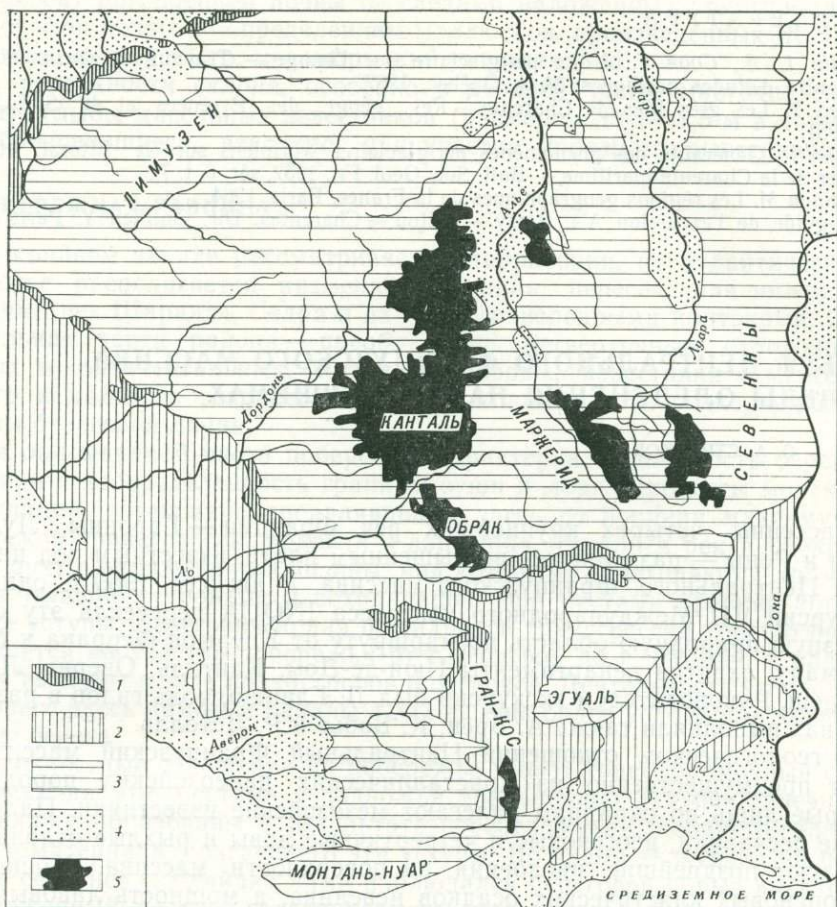 ЛИМУЗЕН
Луара
Алье
Луара
СЕВЕННЫ
Дордонь
КАНТАЛЬ
МАРЖЕРИД
ОБРАК
Ло
Рона
ГРАН-КОС
ЭГУАЛЬ
Аверон
МОНТАНЬ-НУАР
СРЕДИЗЕМНОЕ МОРЕ
1
2
3
4
5